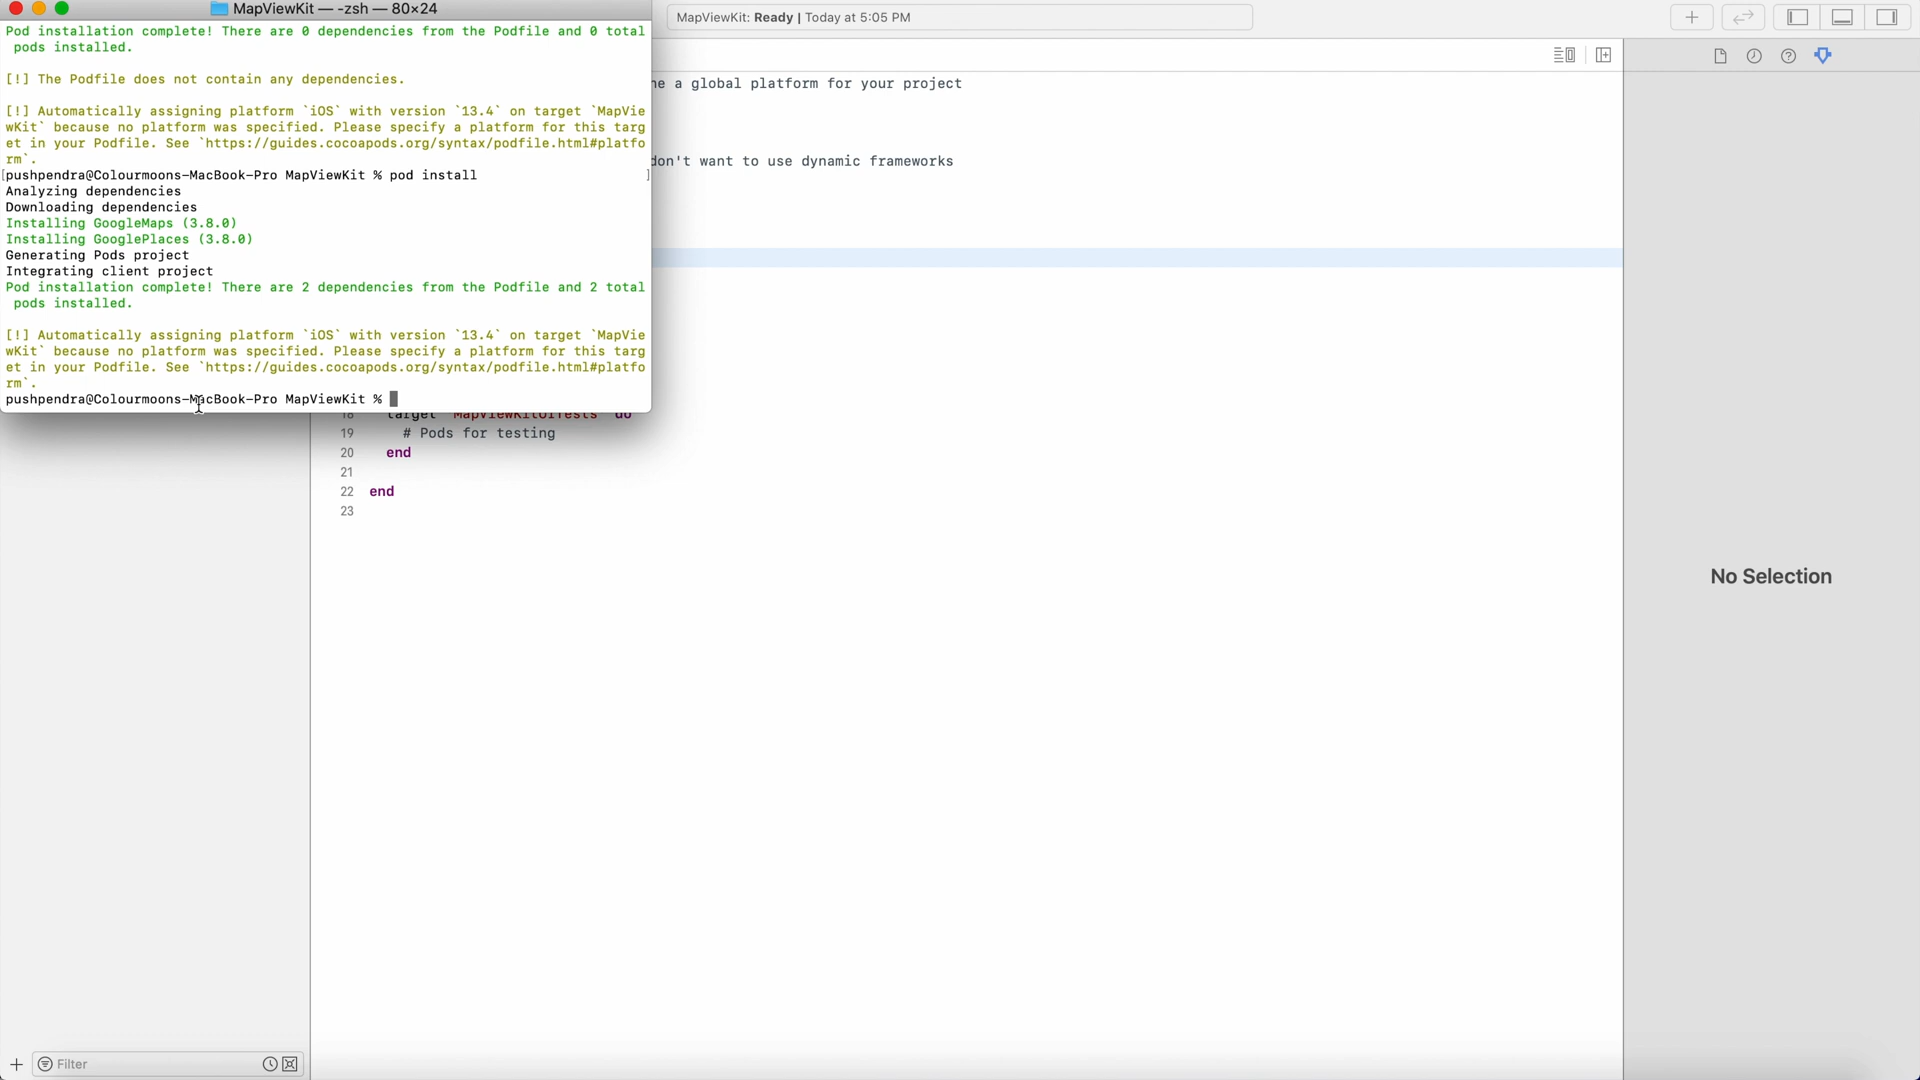 MapViewKit — -zsh — 80×24
Pod installation complete! There are 0 dependencies from the Podfile and 0 total
pods installed.
[!] The Podfile does not contain any dependencies.
[!] Automatically assigning platform `iOS` with version `13.4` on target `MapVie
wKit` because no platform was specified. Please specify a platform for this targ
et in your Podfile. See `https://guides.cocoapods.org/syntax/podfile.html#platfo
rm`.
[pushpendra@Colourmoons-MacBook-Pro MapViewKit % pod install ]
Analyzing dependencies
Downloading dependencies
Installing GoogleMaps (3.8.0)
Installing GooglePlaces (3.8.0)
Generating Pods project
Integrating client project
Pod installation complete! There are 2 dependencies from the Podfile and 2 total
pods installed.
[!] Automatically assigning platform `iOS` with version `13.4` on target `MapVie
wKit` because no platform was specified. Please specify a platform for this targ
et in your Podfile. See `https://guides.cocoapods.org/syntax/podfile.html#platfo
rm`.
pushpendra@Colourmoons-MacBook-Pro MapViewKit %
MapViewKit: Ready | Today at 5:05 PM
ne a global platform for your project
don't want to use dynamic frameworks
18 target 'MapViewKitUITests' do
19 # Pods for testing
20 end
21
22 end
23
No Selection
Filter